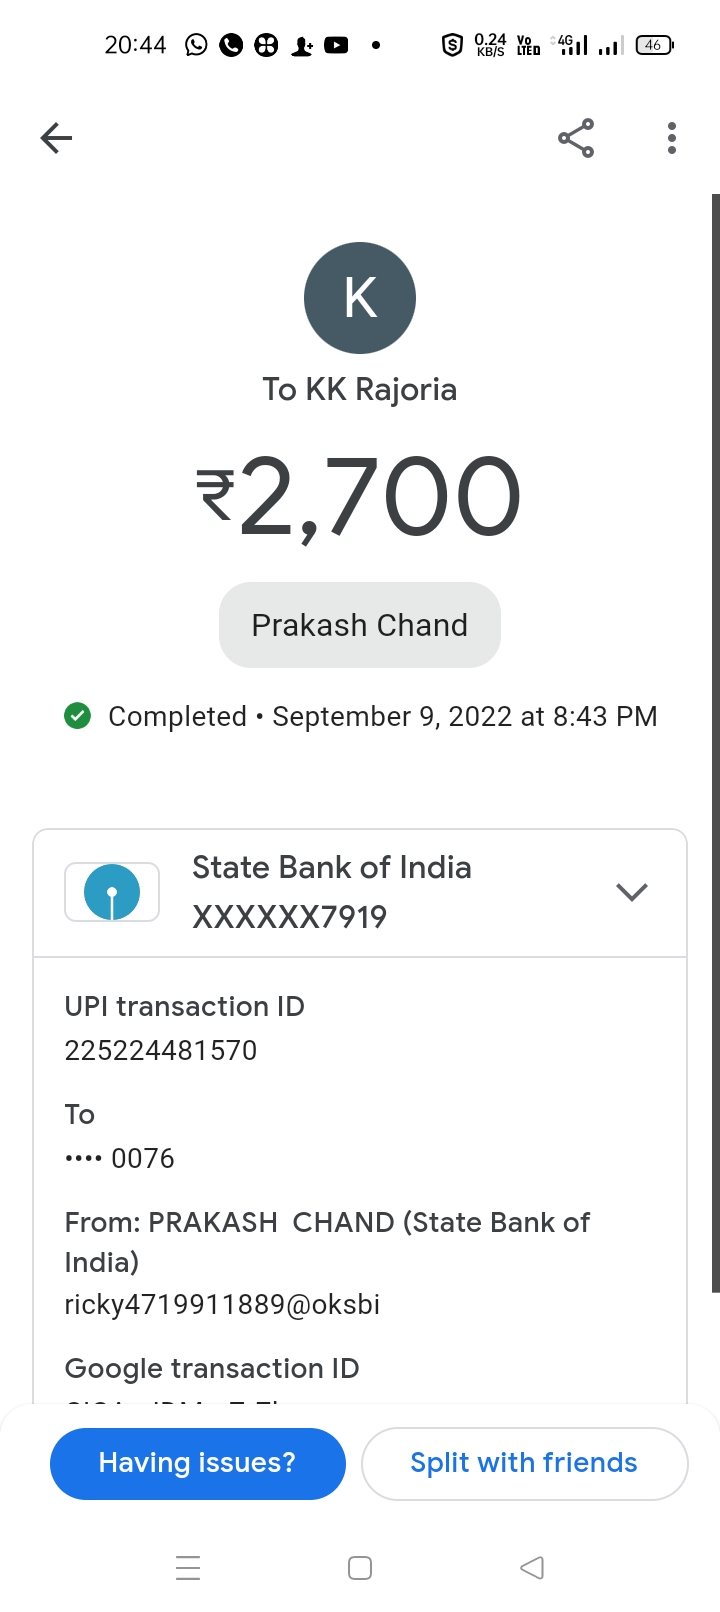 20:44 0.24 KB/S Vo LTED 4G 46
K
To KK Rajoria
₹2,700
Prakash Chand
Completed • September 9, 2022 at 8:43 PM
State Bank of India
XXXXXX7919
UPI transaction ID
225224481570
To
•••• 0076
From: PRAKASH CHAND (State Bank of
India)
ricky4719911889@oksbi
Google transaction ID
Having issues? Split with friends